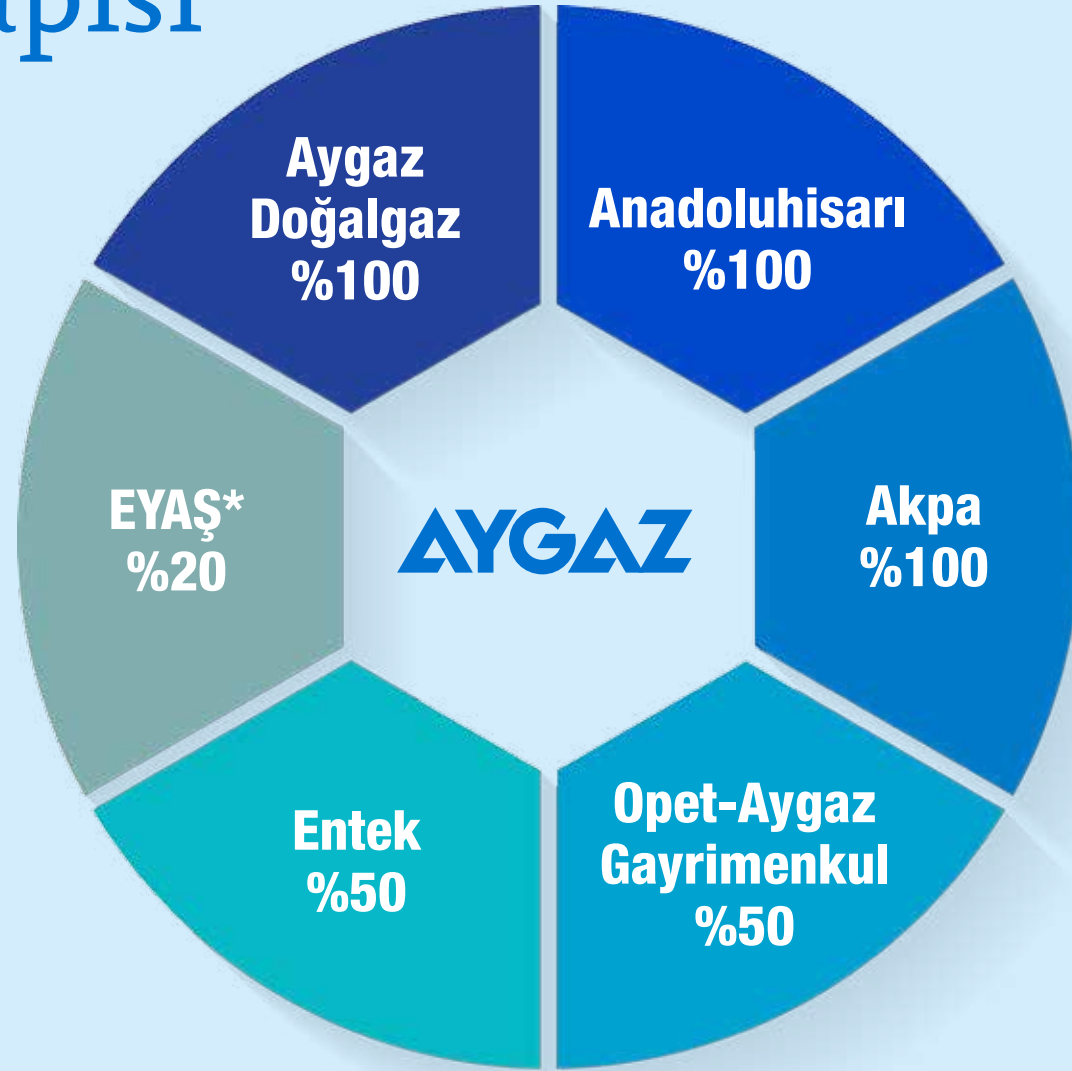 Aygaz
Doğalgaz
%100
Anadoluhisarı
%100
EYAŞ*
%20
AYGAZ
Akpa
%100
Entek
%50
Opet-Aygaz
Gayrimenkul
%50